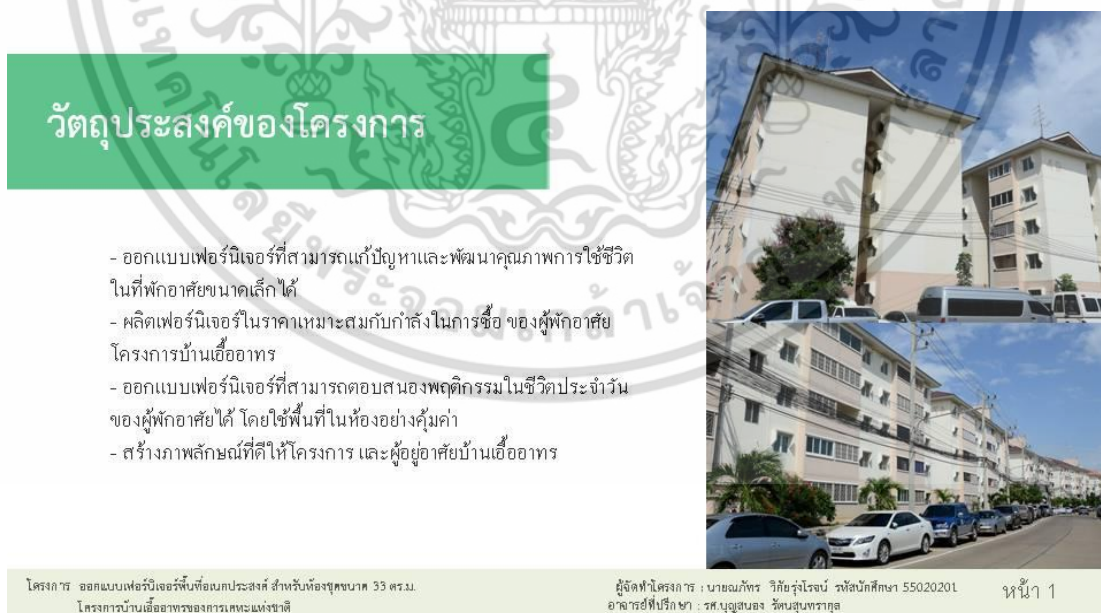 วัตถุประสงค์ของโครงการ
- ออกแบบเฟอร์นิเจอร์ที่สามารถแก้ปัญหาและพัฒนาคุณภาพการใช้ชีวิต
ในที่พักอาศัยขนาดเล็กได้
- ผลิตเฟอร์นิเจอร์ในราคาเหมาะสมกับกำลังในการซื้อ ของผู้พักอาศัย
โครงการบ้านเอื้ออาทร
- ออกแบบเฟอร์นิเจอร์ที่สามารถตอบสนองพฤติกรรมในชีวิตประจำวัน
ของผู้พักอาศัยได้ โดยใช้พื้นที่ในห้องอย่างคุ้มค่า
- สร้างภาพลักษณ์ที่ดีให้โครงการ และผู้อยู่อาศัยบ้านเอื้ออาทร
โครงการ ออกแบบเฟอร์นิเจอร์พื้นที่อเนกประสงค์ สำหรับห้องชุดขนาด 33 ตร.ม.
โครงการบ้านเอื้ออาทรของการเคหะแห่งชาติ
ผู้จัดทำโครงการ : นายณภัทร วิกัยรุ่งโรจน์ รหัสนักศึกษา 55020201
อาจารย์ที่ปรึกษา : รศ.บุญสนอง รัตนสุนทรากุล
หน้า 1